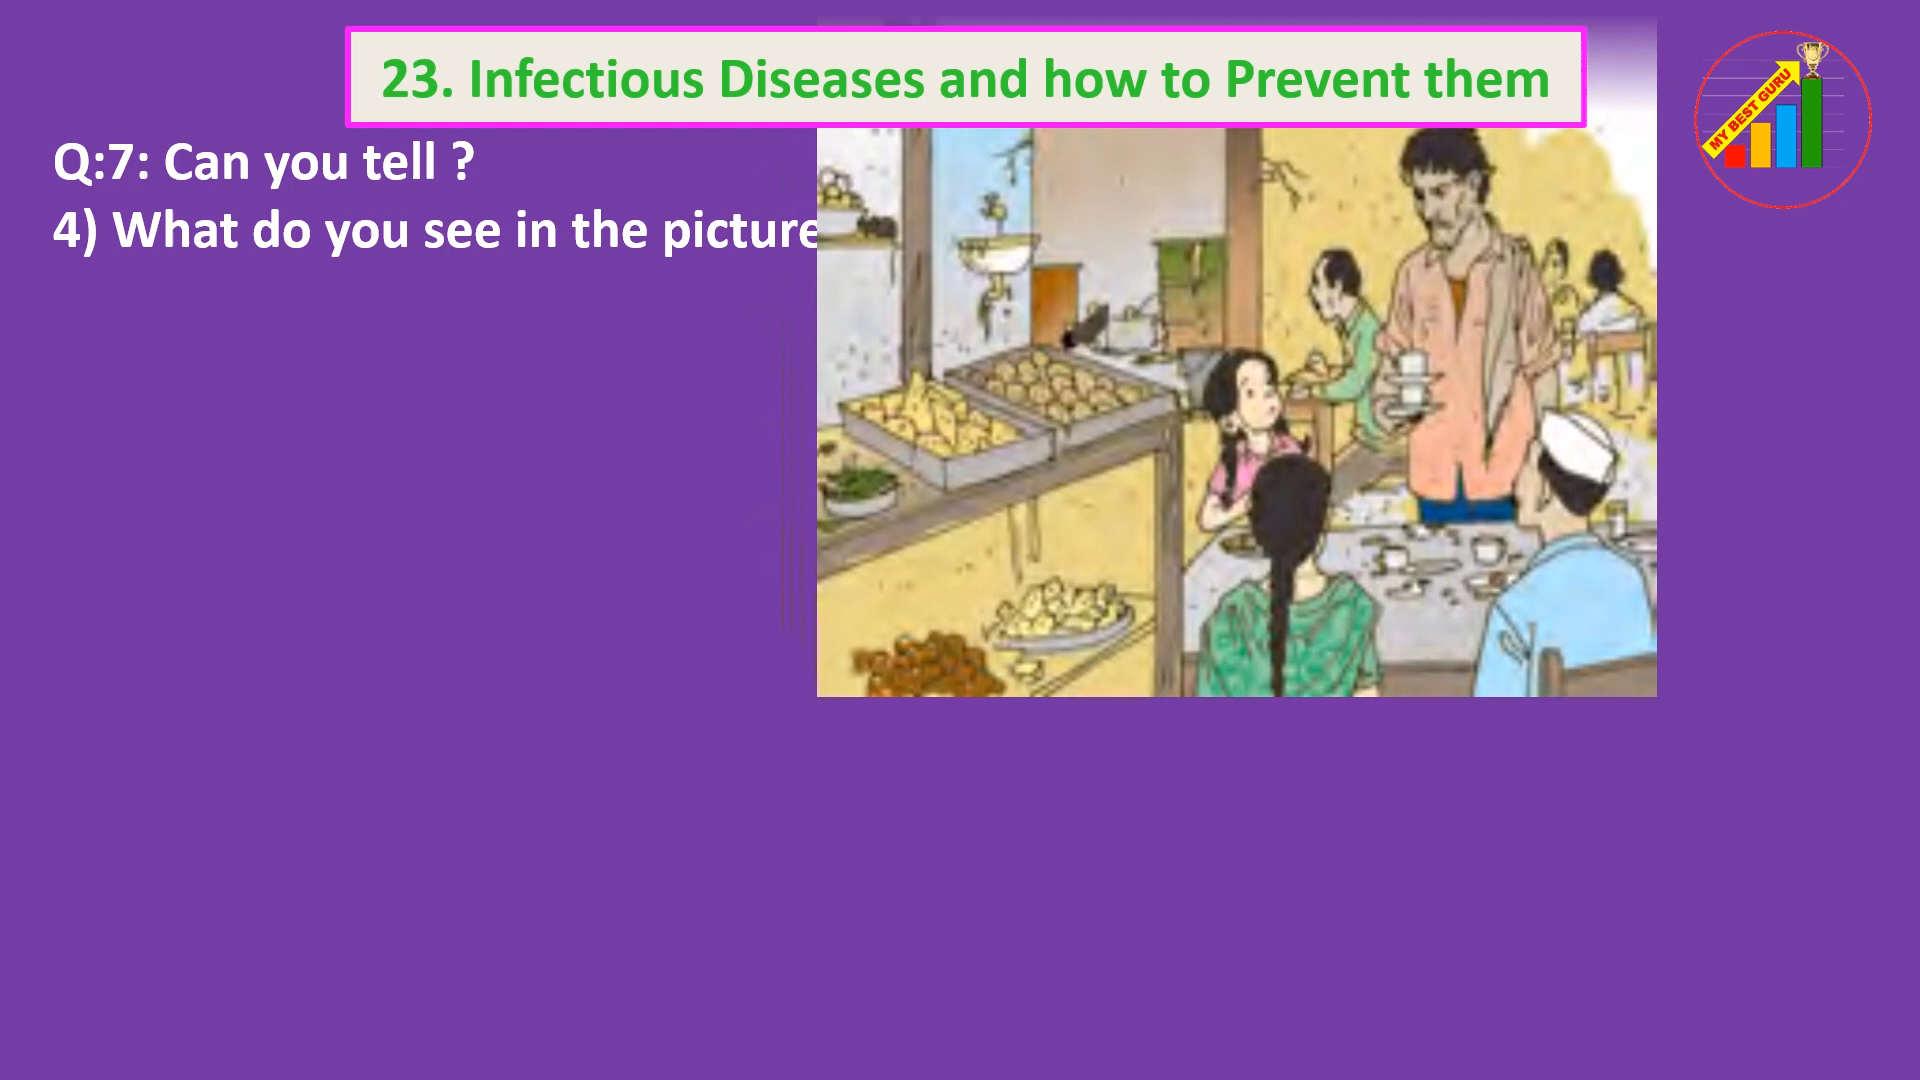 23. Infectious Diseases and how to Prevent them
MY BEST GURU
Q:7: Can you tell ?
4) What do you see in the picture